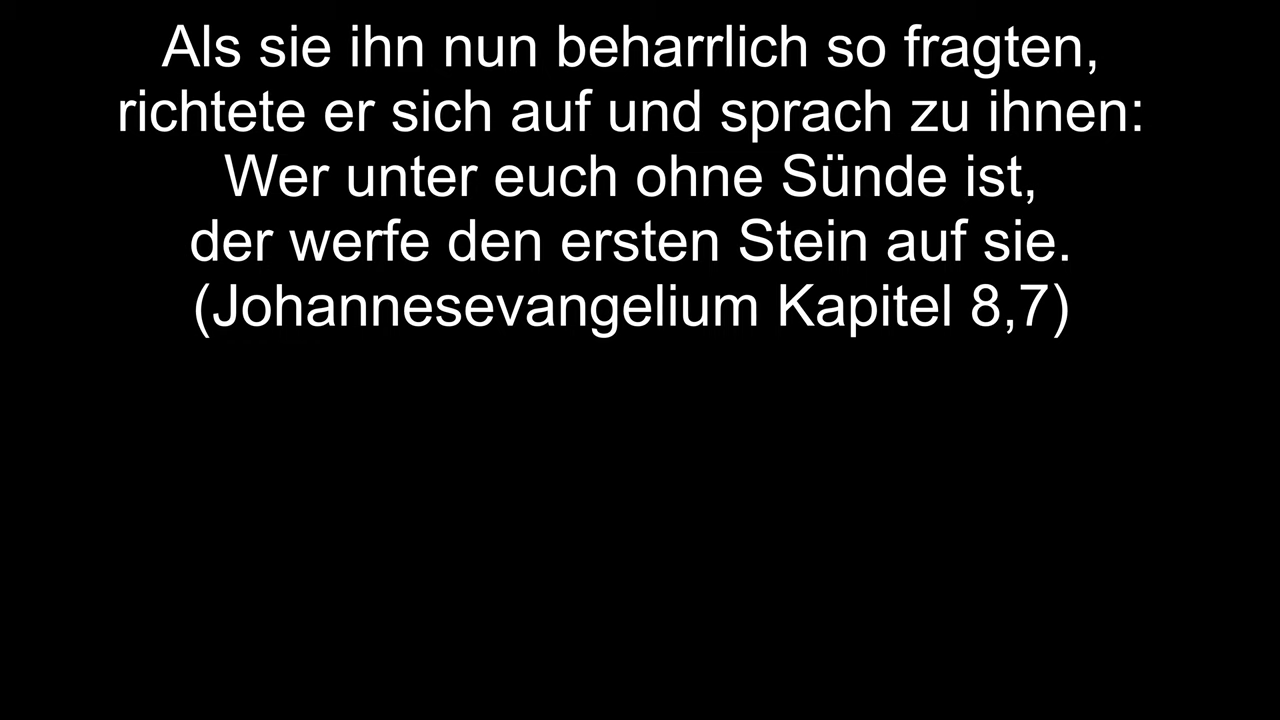 Als sie ihn nun beharrlich so fragten,
richtete er sich auf und sprach zu ihnen:
Wer unter euch ohne Sünde ist,
der werfe den ersten Stein auf sie.
(Johannesevangelium Kapitel 8,7)